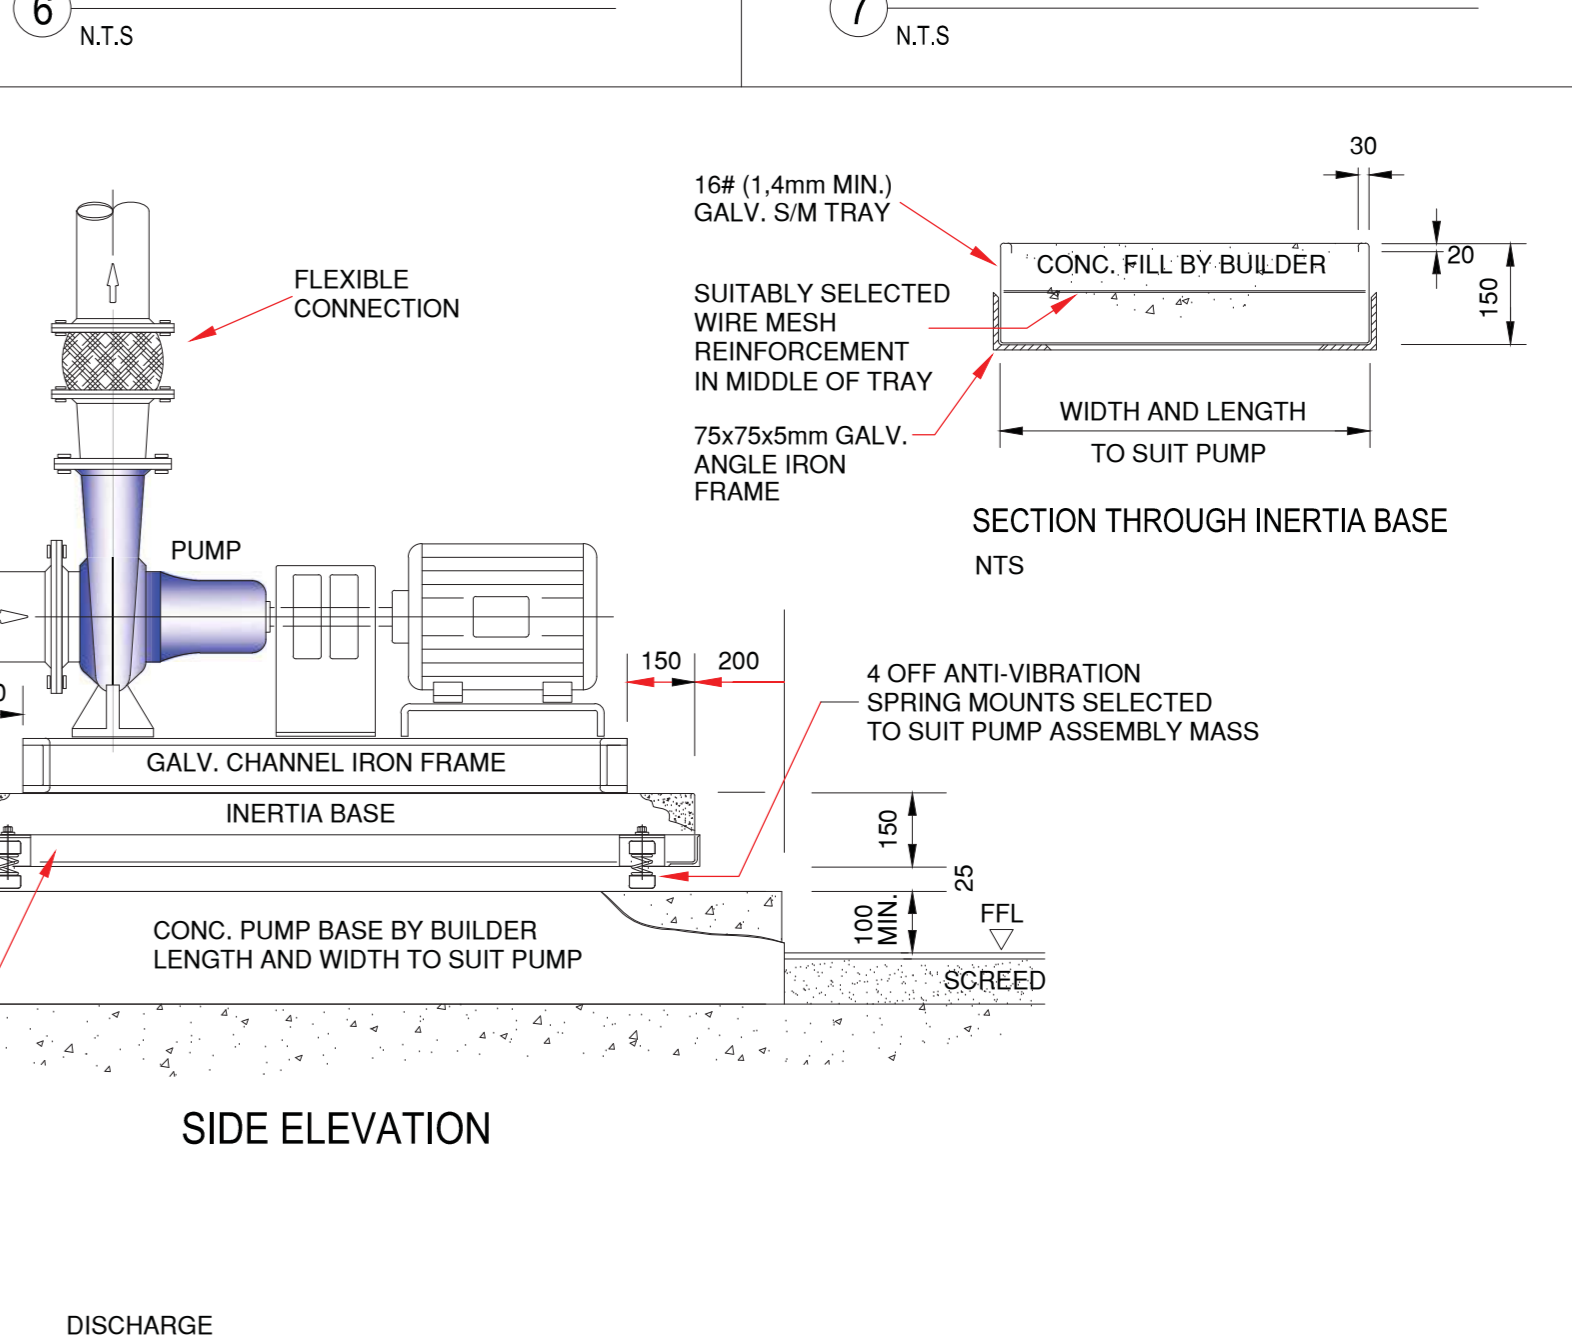 6
N.T.S
7
N.T.S
30
16# (1,4mm MIN.)
GALV. S/M TRAY
CONC. FILL BY BUILDER
20
150
FLEXIBLE
CONNECTION
SUITABLY SELECTED
WIRE MESH
REINFORCEMENT
IN MIDDLE OF TRAY
75x75x5mm GALV.
ANGLE IRON
FRAME
WIDTH AND LENGTH
TO SUIT PUMP
SECTION THROUGH INERTIA BASE
NTS
PUMP
150
200
0
4 OFF ANTI-VIBRATION
SPRING MOUNTS SELECTED
TO SUIT PUMP ASSEMBLY MASS
GALV. CHANNEL IRON FRAME
INERTIA BASE
150
25
100
MIN.
FFL
CONC. PUMP BASE BY BUILDER
LENGTH AND WIDTH TO SUIT PUMP
SCREED
SIDE ELEVATION
DISCHARGE